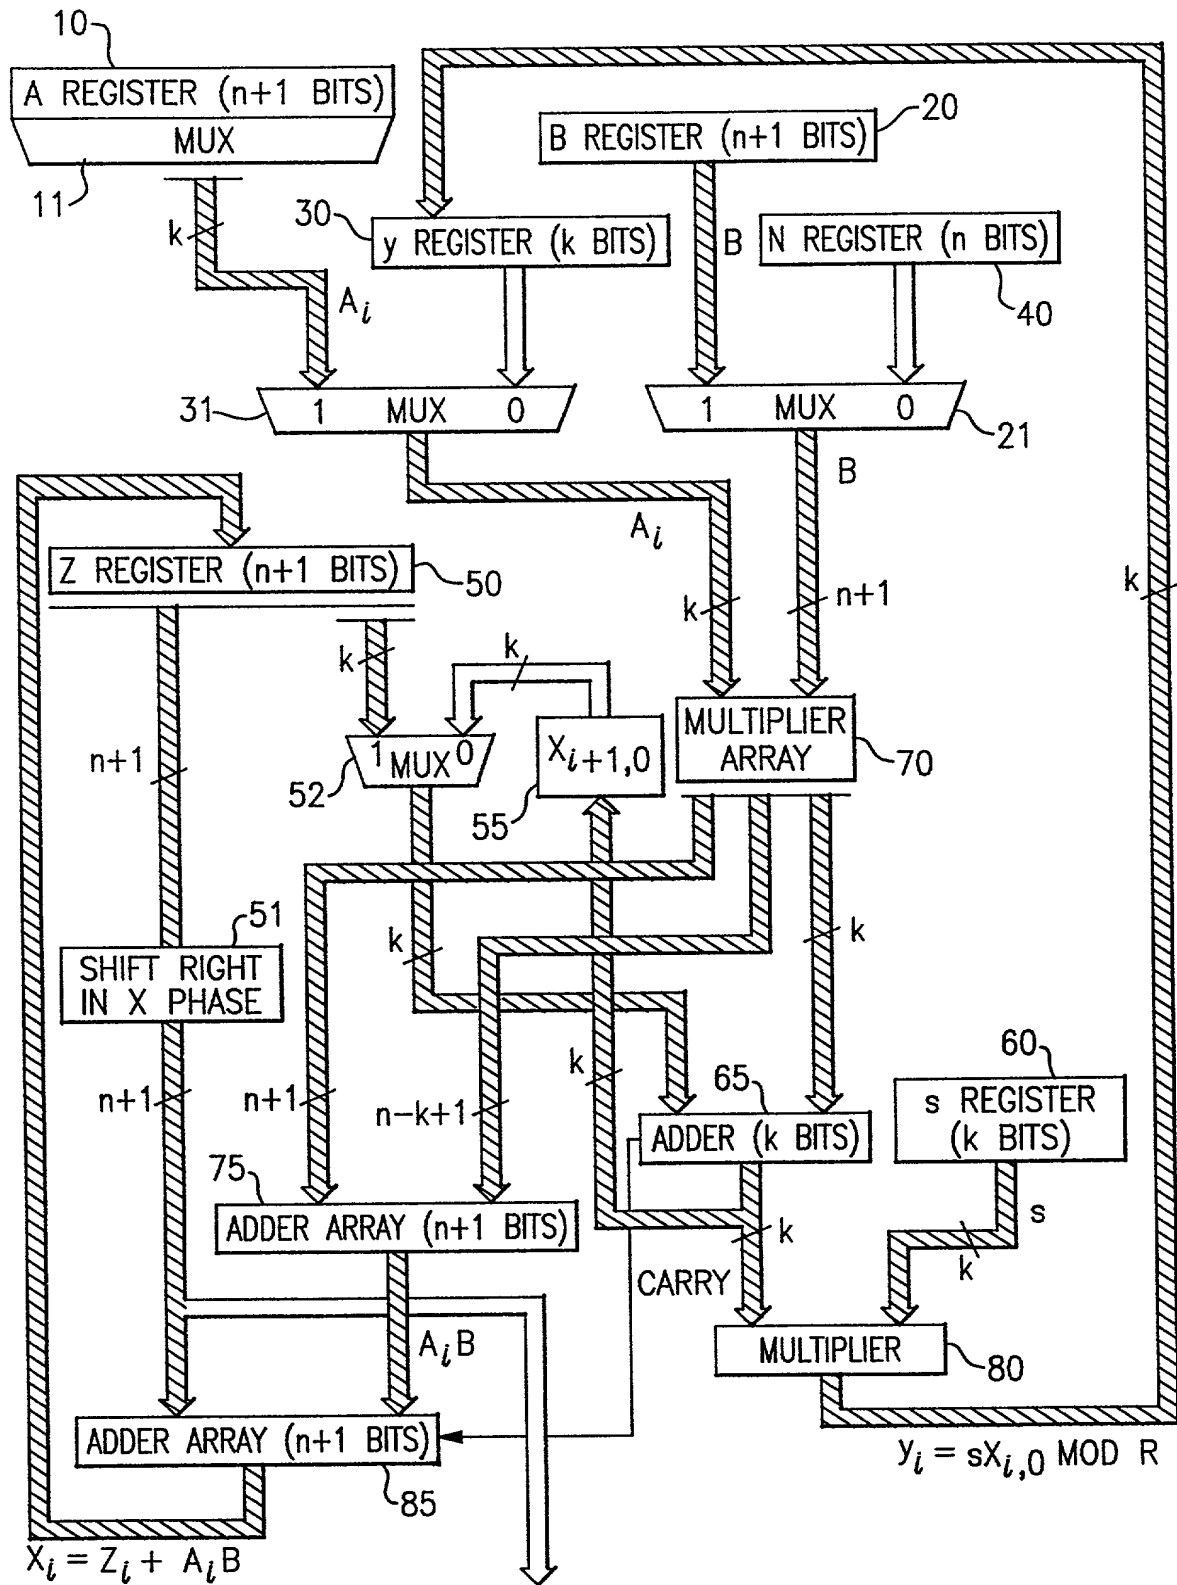 10
A REGISTER (n+1 BITS)
MUX
11
k
A_i
20
B REGISTER (n+1 BITS)
30
y REGISTER (k BITS)
B
N REGISTER (n BITS)
40
31
1 MUX 0
1 MUX 0
21
B
A_i
Z REGISTER (n+1 BITS)
50
k
n+1
k
k
k
n+1
1 MUX 0
52
X_{i+1,0}
55
MULTIPLIER
ARRAY
70
51
SHIFT RIGHT
IN X PHASE
k
k
n+1
n+1
n-k+1
k
65
ADDER (k BITS)
60
s REGISTER
(k BITS)
s
75
ADDER ARRAY (n+1 BITS)
k
k
CARRY
A_iB
MULTIPLIER
80
ADDER ARRAY (n+1 BITS)
85
y_i = sX_{i,0} MOD R
X_i = Z_i + A_iB